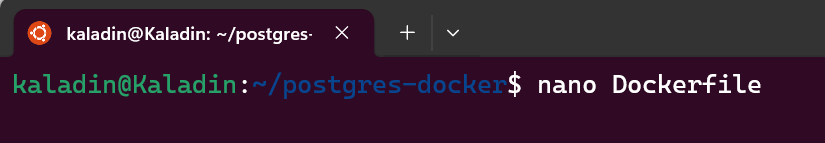 kaladin@Kaladin: ~/postgres-
kaladin@Kaladin:~/postgres-docker$ nano Dockerfile